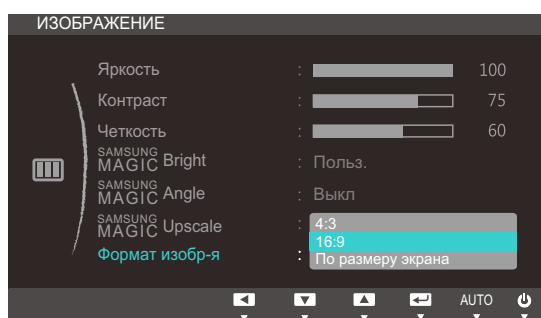 ИЗОБРАЖЕНИЕ
Яркость : 100
Контраст : 75
Четкость : 60
SAMSUNG MAGIC Bright : Польз.
SAMSUNG MAGIC Angle : Выкл
SAMSUNG MAGIC Upscale : 4:3
16:9
Формат изобр-я : По размеру экрана
AUTO